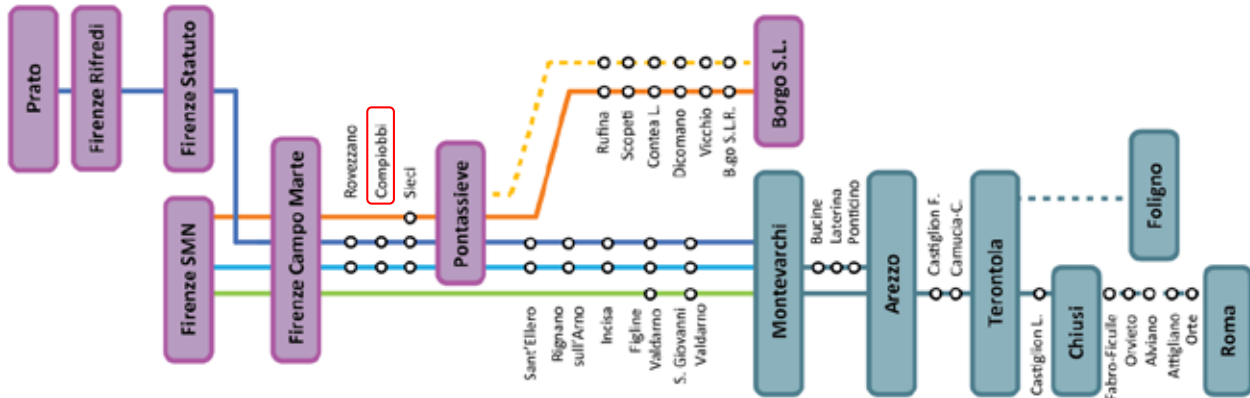 Prato
Firenze Rifredi
Firenze Statuto
Firenze SMN
Firenze Campo Marte
Rovezzano
Compiobbi
Sieci
Pontassieve
Rufina
Scopeti
Contea L.
Dicomano
Vicchio
B.go S.L.R.
Borgo S.L.
Sant'Ellero
Rignano
sull'Arno
Incisa
Figline
Valdarno
S. Giovanni
Valdarno
Montevarchi
Bucine
Laterina
Ponticino
Arezzo
Castiglion F.
Camucia-C.
Terontola
Foligno
Castiglion L.
Chiusi
Fabro-Ficulle
Orvieto
Alviano
Attigliano
Orte
Roma